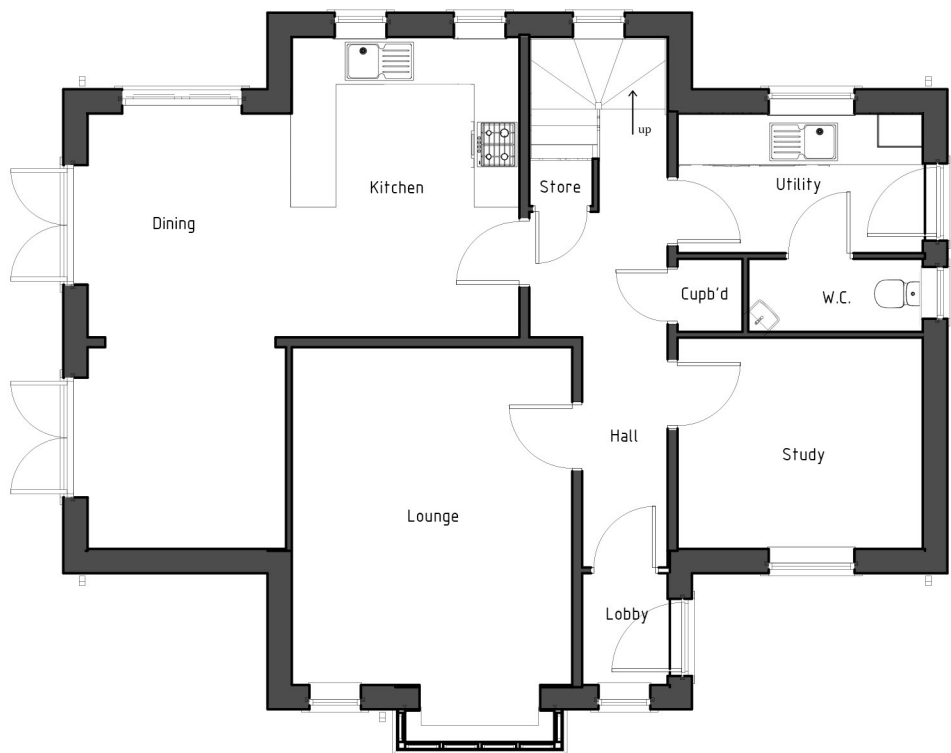 up
Kitchen
Store
Utility
Dining
Cupb'd
W.C.
Hall
Study
Lounge
Lobby